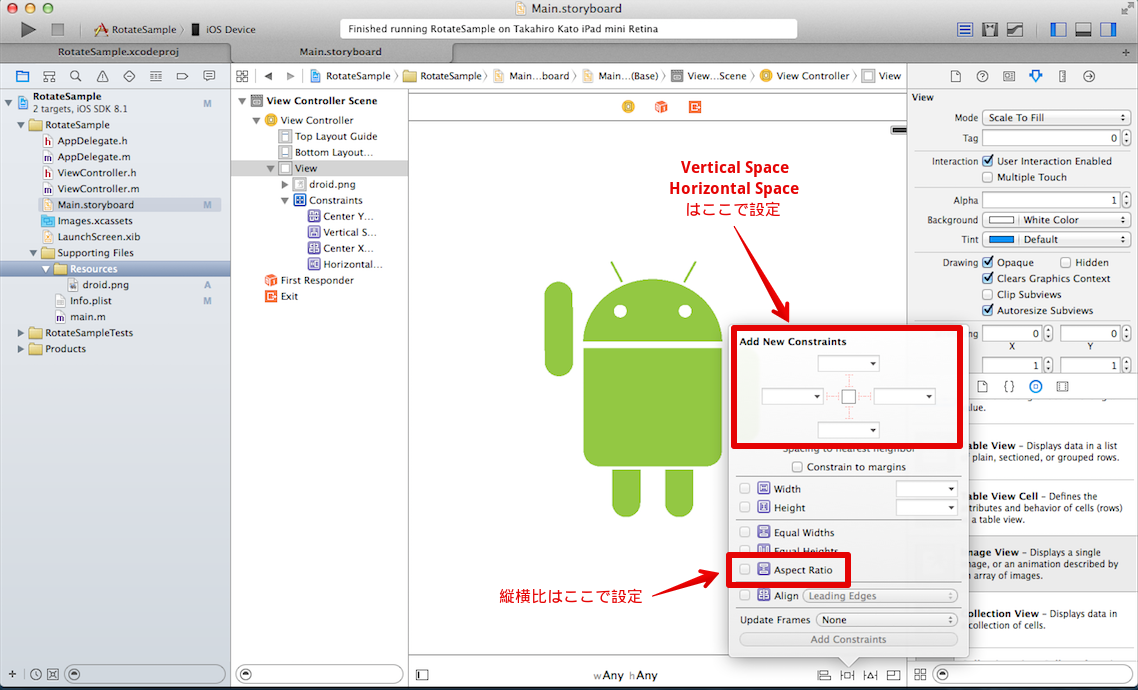 Main.storyboard
RotateSample
iOS Device
Finished running RotateSample on Takahiro Kato iPad mini Retina
RotateSample.xcodeproj
Main.storyboard
RotateSample
RotateSample
Main...board
Main...(Base)
View...Scene
View Controller
View
RotateSample
2 targets, iOS SDK 8.1
M
RotateSample
h AppDelegate.h
m AppDelegate.m
h ViewController.h
m ViewController.m
Main.storyboard
M
Images.xcassets
LaunchScreen.xib
Supporting Files
Resources
droid.png
A
Info.plist
M
m main.m
RotateSampleTests
Products
View Controller Scene
View Controller
Top Layout Guide
Bottom Layout...
View
droid.png
Constraints
Center Y...
Vertical S...
Center X...
Horizontal...
First Responder
Exit
Vertical Space
Horizontal Space
はここで設定
縦横比はここで設定
wAny hAny
Add New Constraints
Spacing to nearest neighbor
Constrain to margins
Width
Height
Equal Widths
Equal Heights
Aspect Ratio
Align
Leading Edges
Update Frames
None
Add Constraints
View
Mode
Scale To Fill
Tag
0
Interaction
User Interaction Enabled
Multiple Touch
Alpha
1
Background
White Color
Tint
Default
Drawing
Opaque
Hidden
Clears Graphics Context
Clip Subviews
Autoresize Subviews
ng
0
0
X
Y
1
1
{}
alue.
able View – Displays data in a list
f plain, sectioned, or grouped rows.
able View Cell – Defines the
ttributes and behavior of cells (rows)
a table view.
mage View – Displays a single
mage, or an animation described by
n array of images.
ollection View – Displays data in
collection of cells.